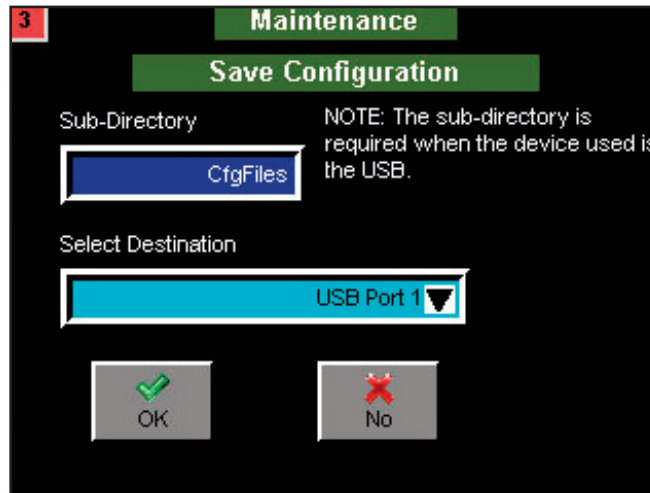 3
Maintenance
Save Configuration
Sub-Directory
NOTE: The sub-directory is
required when the device used is
the USB.
CfgFiles
Select Destination
USB Port 1
OK
No